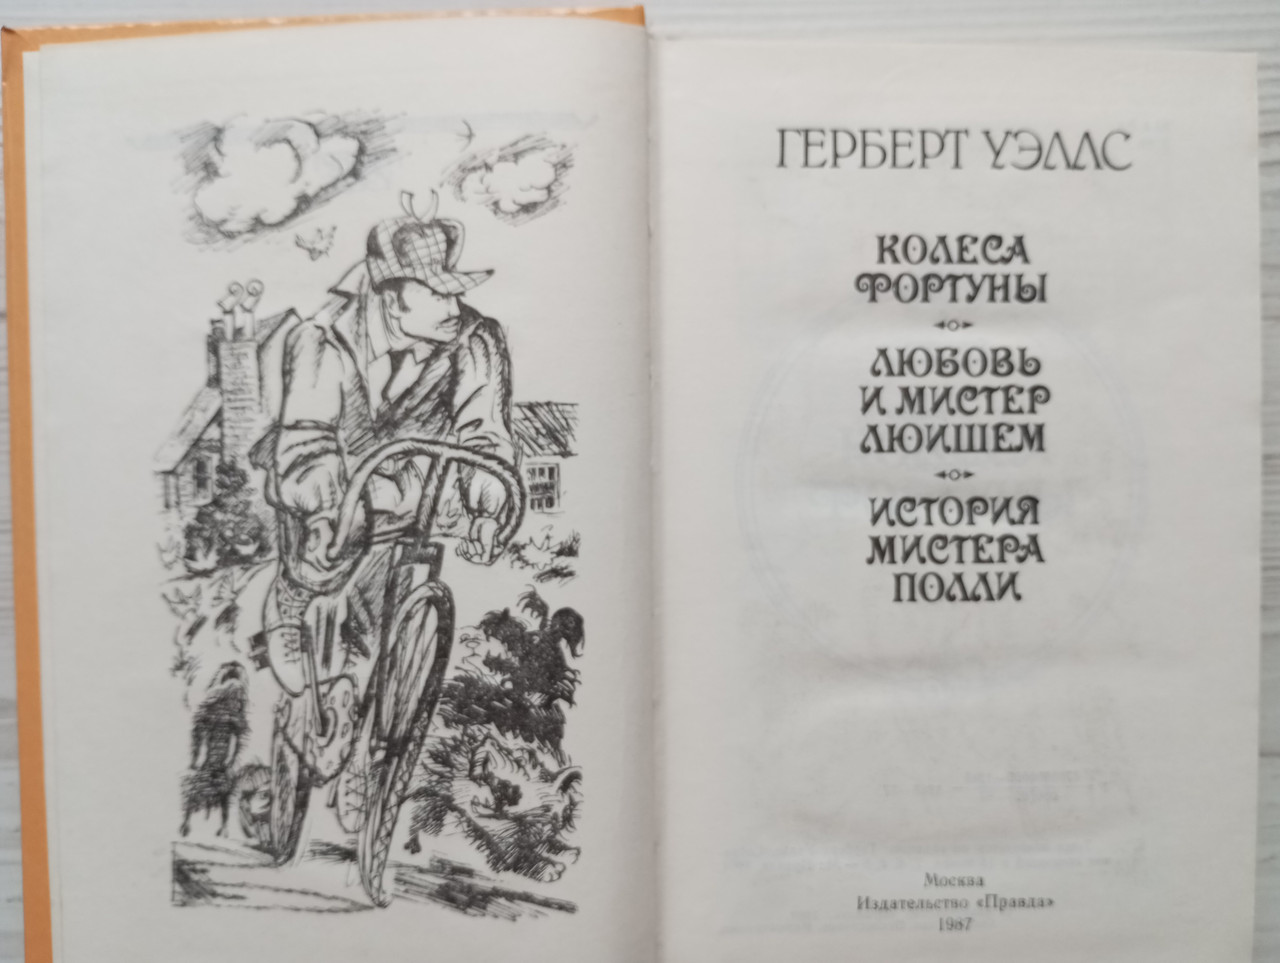 ГЕРБЕРТ УЭЛЛС
КОЛЕСА
ФОРТУНЫ
ЛЮБОВЬ
И МИСТЕР
ЛЮИШЕМ
ИСТОРИЯ
МИСТЕРА
ПОЛЛИ
Москва
Издательство «Правда»
1987